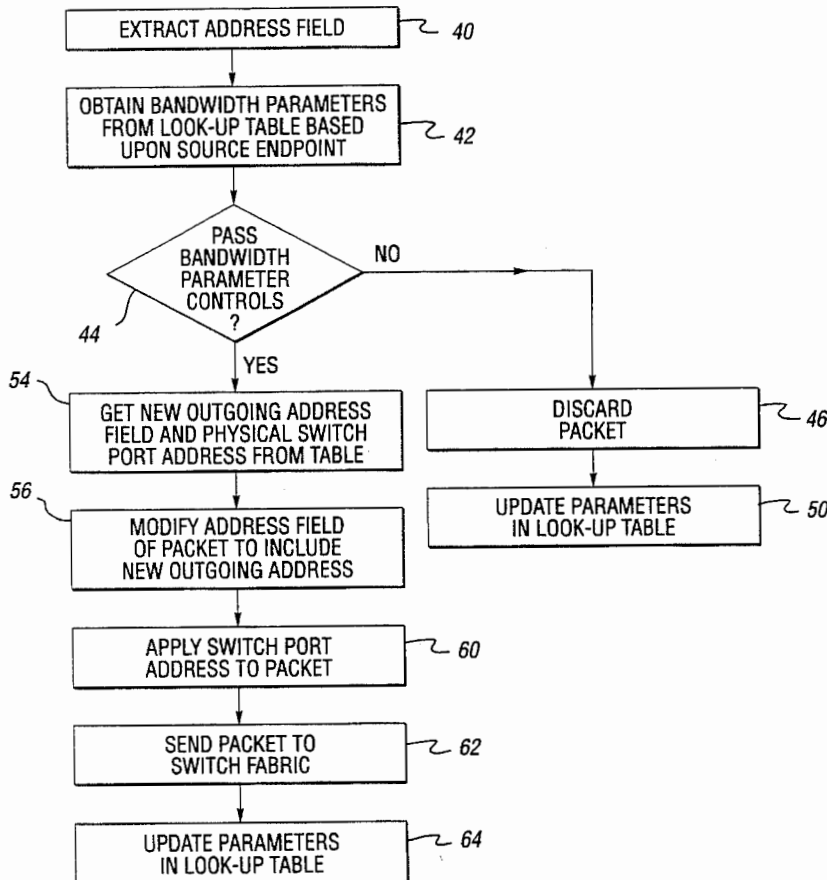 EXTRACT ADDRESS FIELD
40
OBTAIN BANDWIDTH PARAMETERS
FROM LOOK-UP TABLE BASED
UPON SOURCE ENDPOINT
42
PASS
BANDWIDTH
PARAMETER
CONTROLS
?
44
NO
YES
54
GET NEW OUTGOING ADDRESS
FIELD AND PHYSICAL SWITCH
PORT ADDRESS FROM TABLE
DISCARD
PACKET
46
56
MODIFY ADDRESS FIELD
OF PACKET TO INCLUDE
NEW OUTGOING ADDRESS
UPDATE PARAMETERS
IN LOOK-UP TABLE
50
APPLY SWITCH PORT
ADDRESS TO PACKET
60
SEND PACKET TO
SWITCH FABRIC
62
UPDATE PARAMETERS
IN LOOK-UP TABLE
64